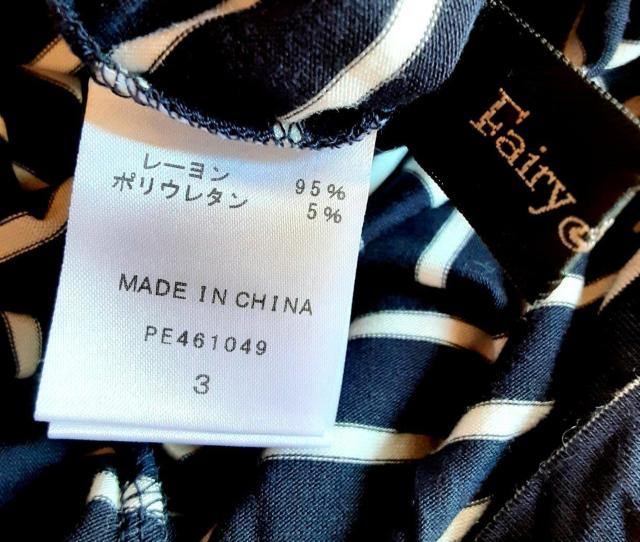 レーヨン 95%
ポリウレタン 5%
MADE IN CHINA
PE461049
3
Fairy